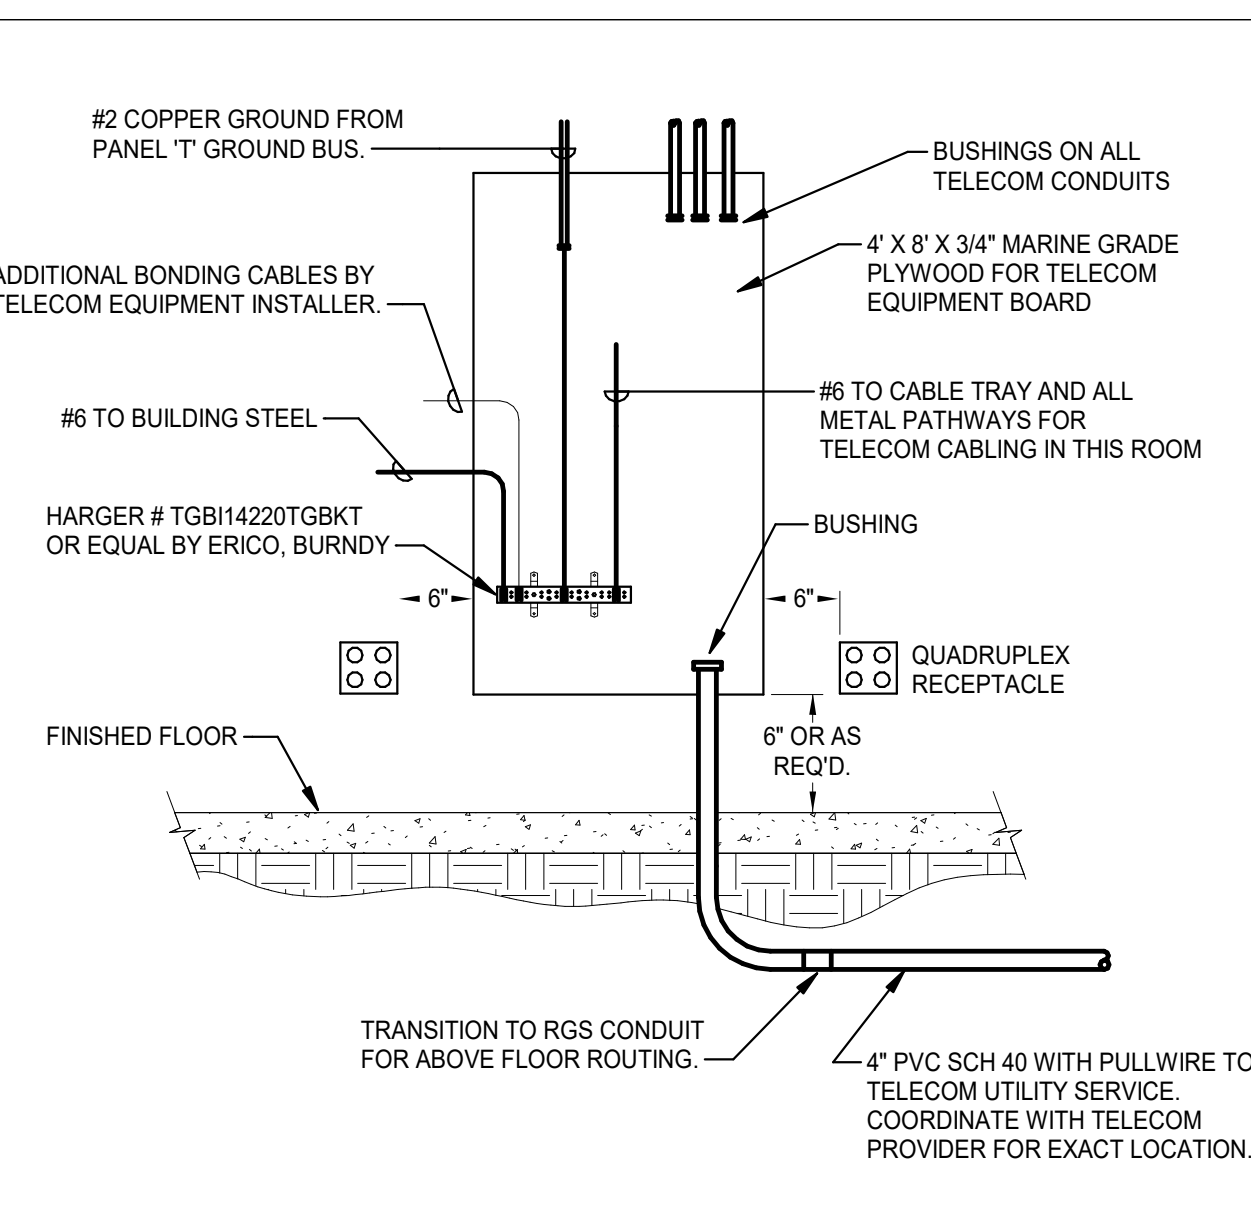 #2 COPPER GROUND FROM
PANEL 'T' GROUND BUS.
BUSHINGS ON ALL
TELECOM CONDUITS
4' X 8' X 3/4" MARINE GRADE
PLYWOOD FOR TELECOM
EQUIPMENT BOARD
ADDITIONAL BONDING CABLES BY
TELECOM EQUIPMENT INSTALLER.
#6 TO CABLE TRAY AND ALL
METAL PATHWAYS FOR
TELECOM CABLING IN THIS ROOM
#6 TO BUILDING STEEL
HARGER # TGBI14220TGBKT
OR EQUAL BY ERICO, BURNDY
BUSHING
6"
6"
QUADRUPLEX
RECEPTACLE
FINISHED FLOOR
6" OR AS
REQ'D.
TRANSITION TO RGS CONDUIT
FOR ABOVE FLOOR ROUTING.
4" PVC SCH 40 WITH PULLWIRE TO
TELECOM UTILITY SERVICE.
COORDINATE WITH TELECOM
PROVIDER FOR EXACT LOCATION.